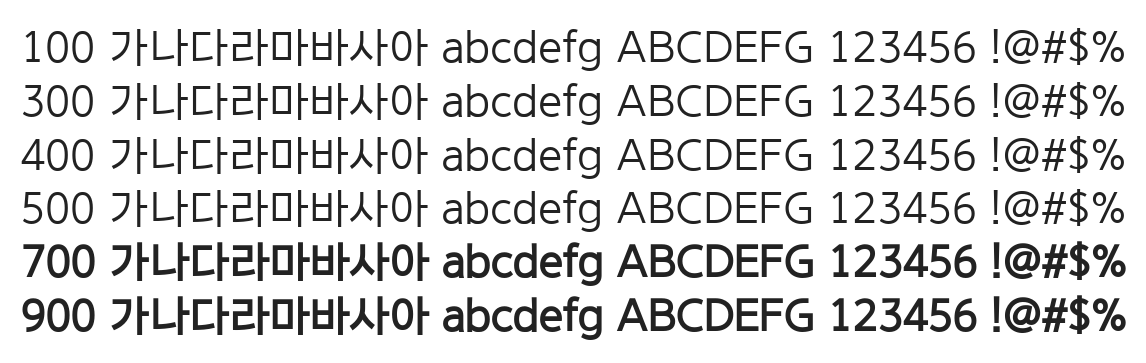 100 가나다라마바사아 abcdefg ABCDEFG 123456 !@#$%
300 가나다라마바사아 abcdefg ABCDEFG 123456 !@#$%
400 가나다라마바사아 abcdefg ABCDEFG 123456 !@#$%
500 가나다라마바사아 abcdefg ABCDEFG 123456 !@#$%
700 가나다라마바사아 abcdefg ABCDEFG 123456 !@#$%
900 가나다라마바사아 abcdefg ABCDEFG 123456 !@#$%